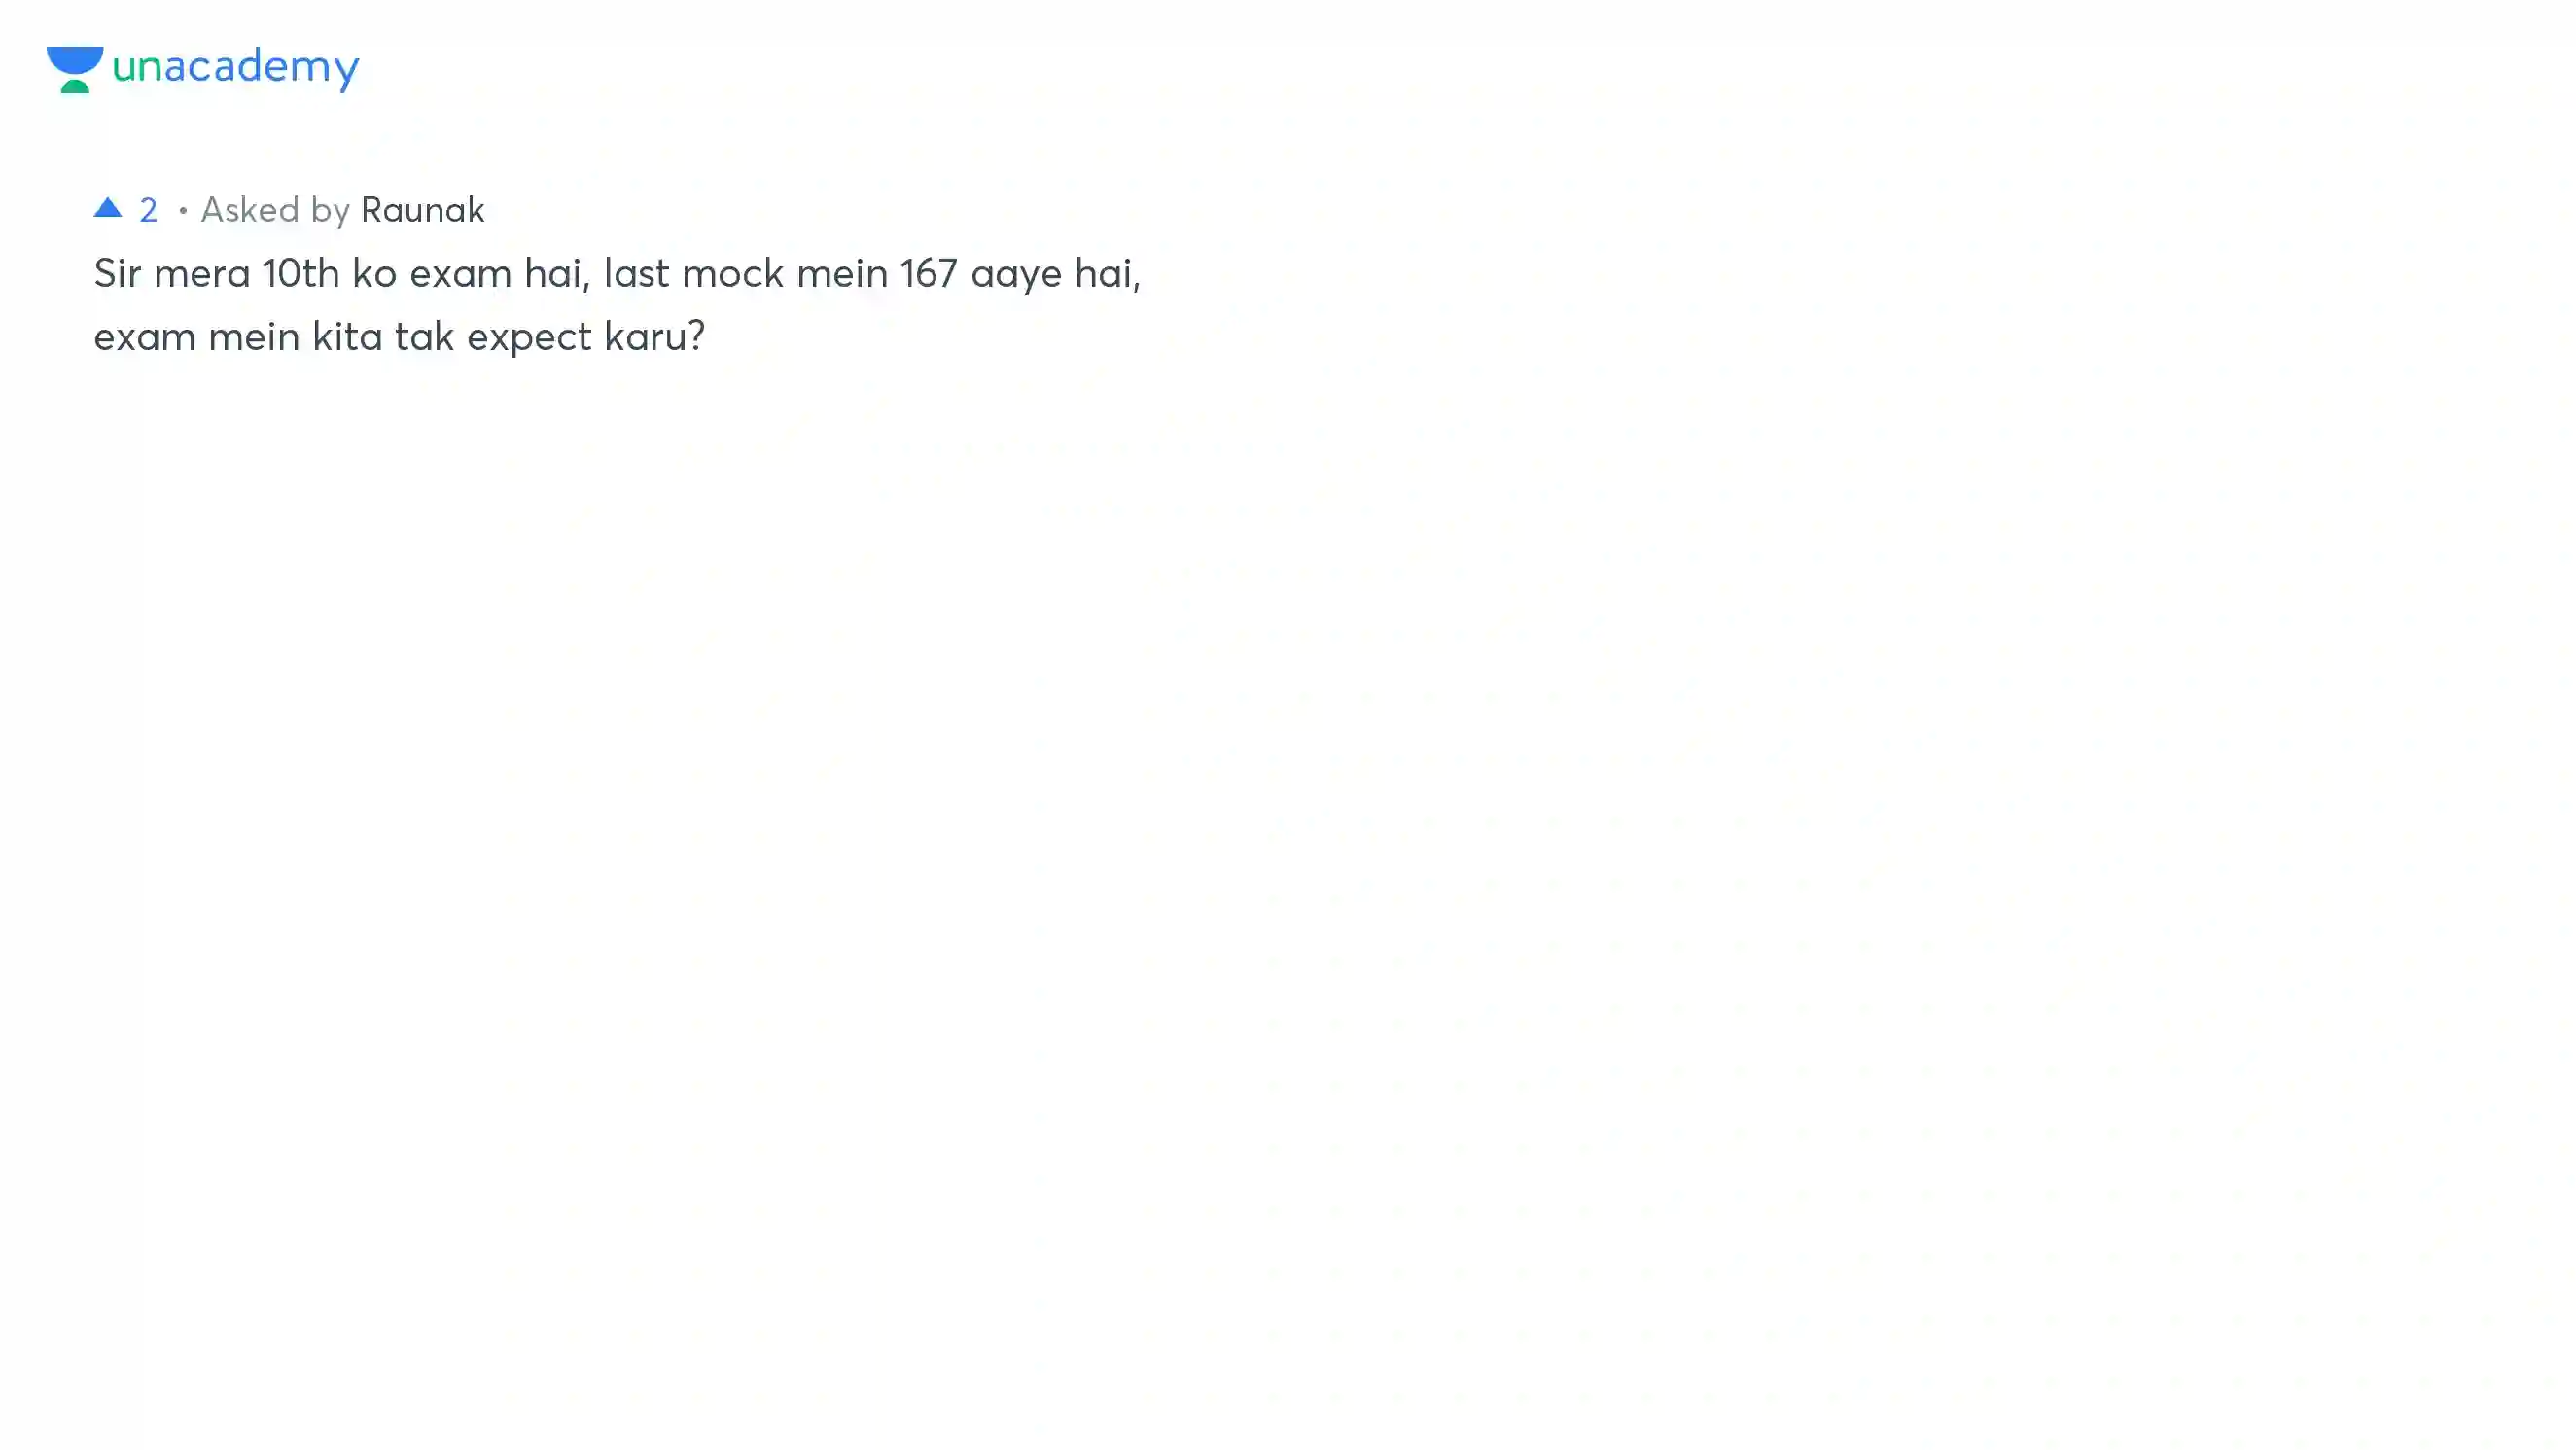 unacademy
▲ 2 • Asked by Raunak
Sir mera 10th ko exam hai, last mock mein 167 aaye hai,
exam mein kita tak expect karu?